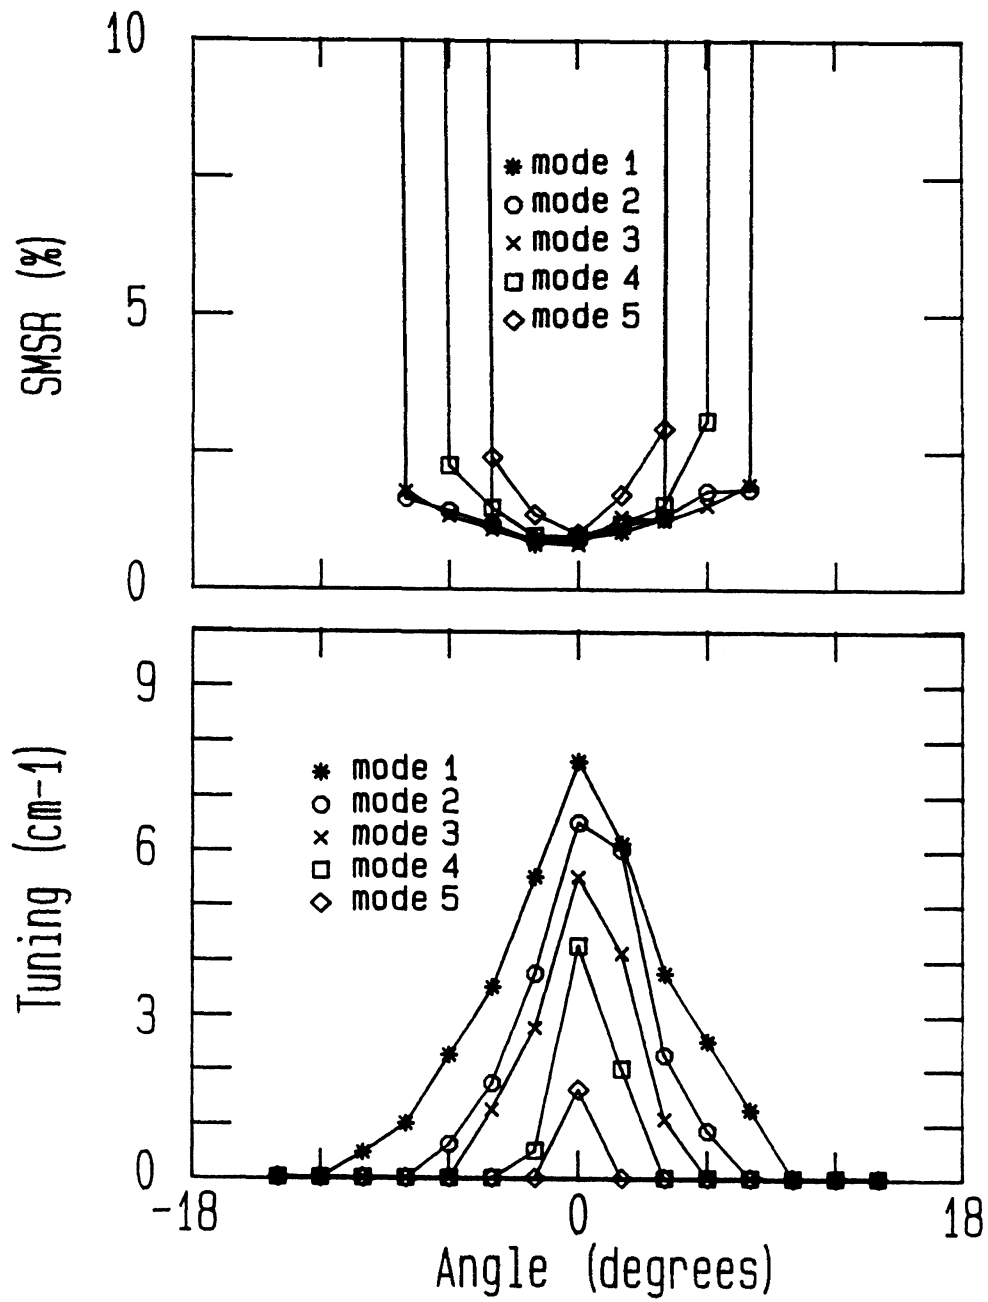 10
mode 1
mode 2
mode 3
mode 4
mode 5
5
SMSR (%)
0
9
mode 1
mode 2
mode 3
mode 4
mode 5
6
Tuning (cm-1)
3
0
-18 0 18
Angle (degrees)